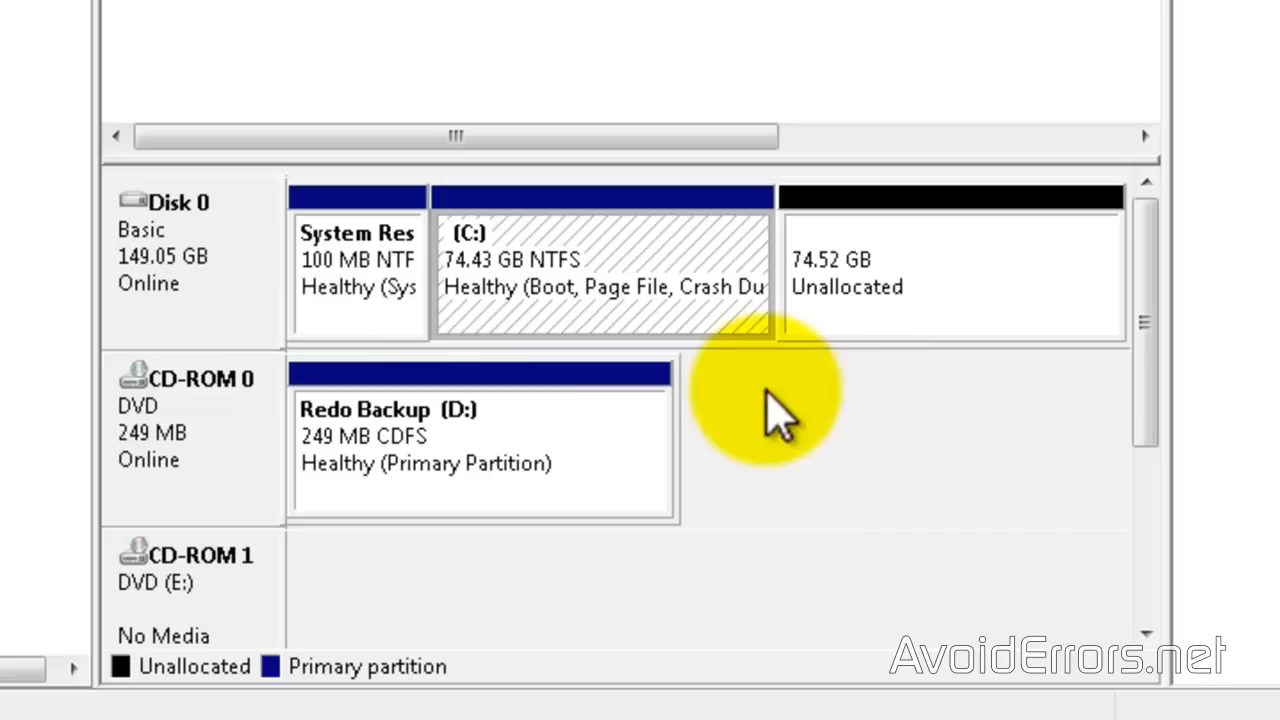 Disk 0
Basic
149.05 GB
Online
System Res
100 MB NTF
Healthy (Sys
(C:)
74.43 GB NTFS
Healthy (Boot, Page File, Crash Du
74.52 GB
Unallocated
CD-ROM 0
DVD
249 MB
Online
Redo Backup (D:)
249 MB CDFS
Healthy (Primary Partition)
CD-ROM 1
DVD (E:)
No Media
Unallocated Primary partition
AvoidErrors.net